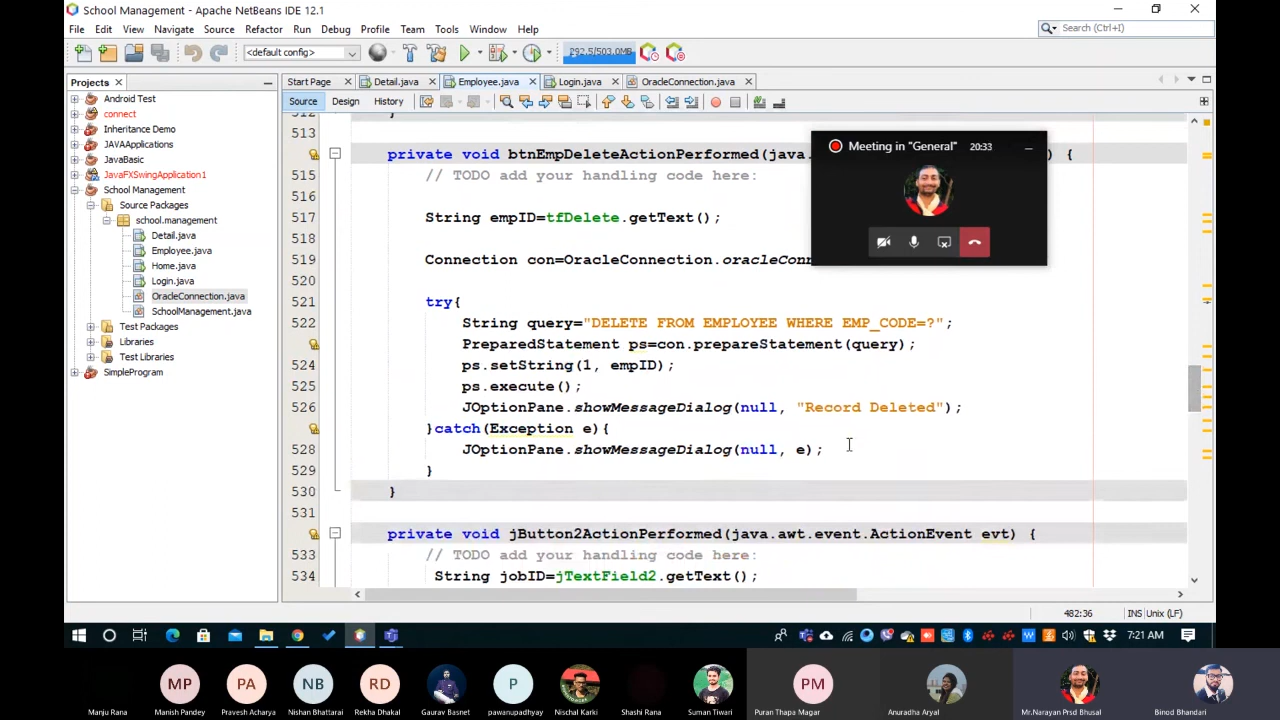 School Management - Apache NetBeans IDE 12.1
File Edit View Navigate Source Refactor Run Debug Profile Team Tools Window Help
Search (Ctrl+I)
<default config>
292.5/503.0MB
Projects
Start Page Detail.java Employee.java Login.java OracleConnection.java
Source Design History
Android Test
connect
Inheritance Demo
JAVAApplications
JavaBasic
JavaFXSwingApplication1
School Management
Source Packages
school.management
Detail.java
Employee.java
Home.java
Login.java
OracleConnection.java
SchoolManagement.java
Test Packages
Libraries
Test Libraries
SimpleProgram
512 }
513
private void btnEmpDeleteActionPerformed(java. ) {
515 // TODO add your handling code here:
516
517 String empID=tfDelete.getText();
518
519 Connection con=OracleConnection.oracleConn
520
521 try{
522 String query="DELETE FROM EMPLOYEE WHERE EMP_CODE=?";
PreparedStatement ps=con.prepareStatement(query);
524 ps.setString(1, empID);
525 ps.execute();
526 JOptionPane.showMessageDialog(null, "Record Deleted");
}catch(Exception e){
528 JOptionPane.showMessageDialog(null, e);
529 }
530 }
531
private void jButton2ActionPerformed(java.awt.event.ActionEvent evt) {
533 // TODO add your handling code here:
534 String jobID=jTextField2.getText();
Meeting in "General" 20:33
482:36 INS Unix (LF)
7:21 AM
MP PA NB RD P PM
Manju Rana Manish Pandey Pravesh Acharya Nishan Bhattarai Rekha Dhakal Gaurav Basnet pawanupadhyay Nischal Karki Shashi Rana Suman Tiwari Puran Thapa Magar Anuradha Aryal Mr.Narayan Prsd Bhusal Binod Bhandari